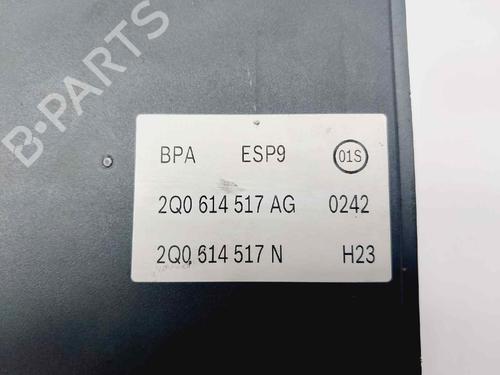 B-PARTS
BPA ESP9 01S
2Q0 614 517 AG 0242
2Q0 614 517 N H23